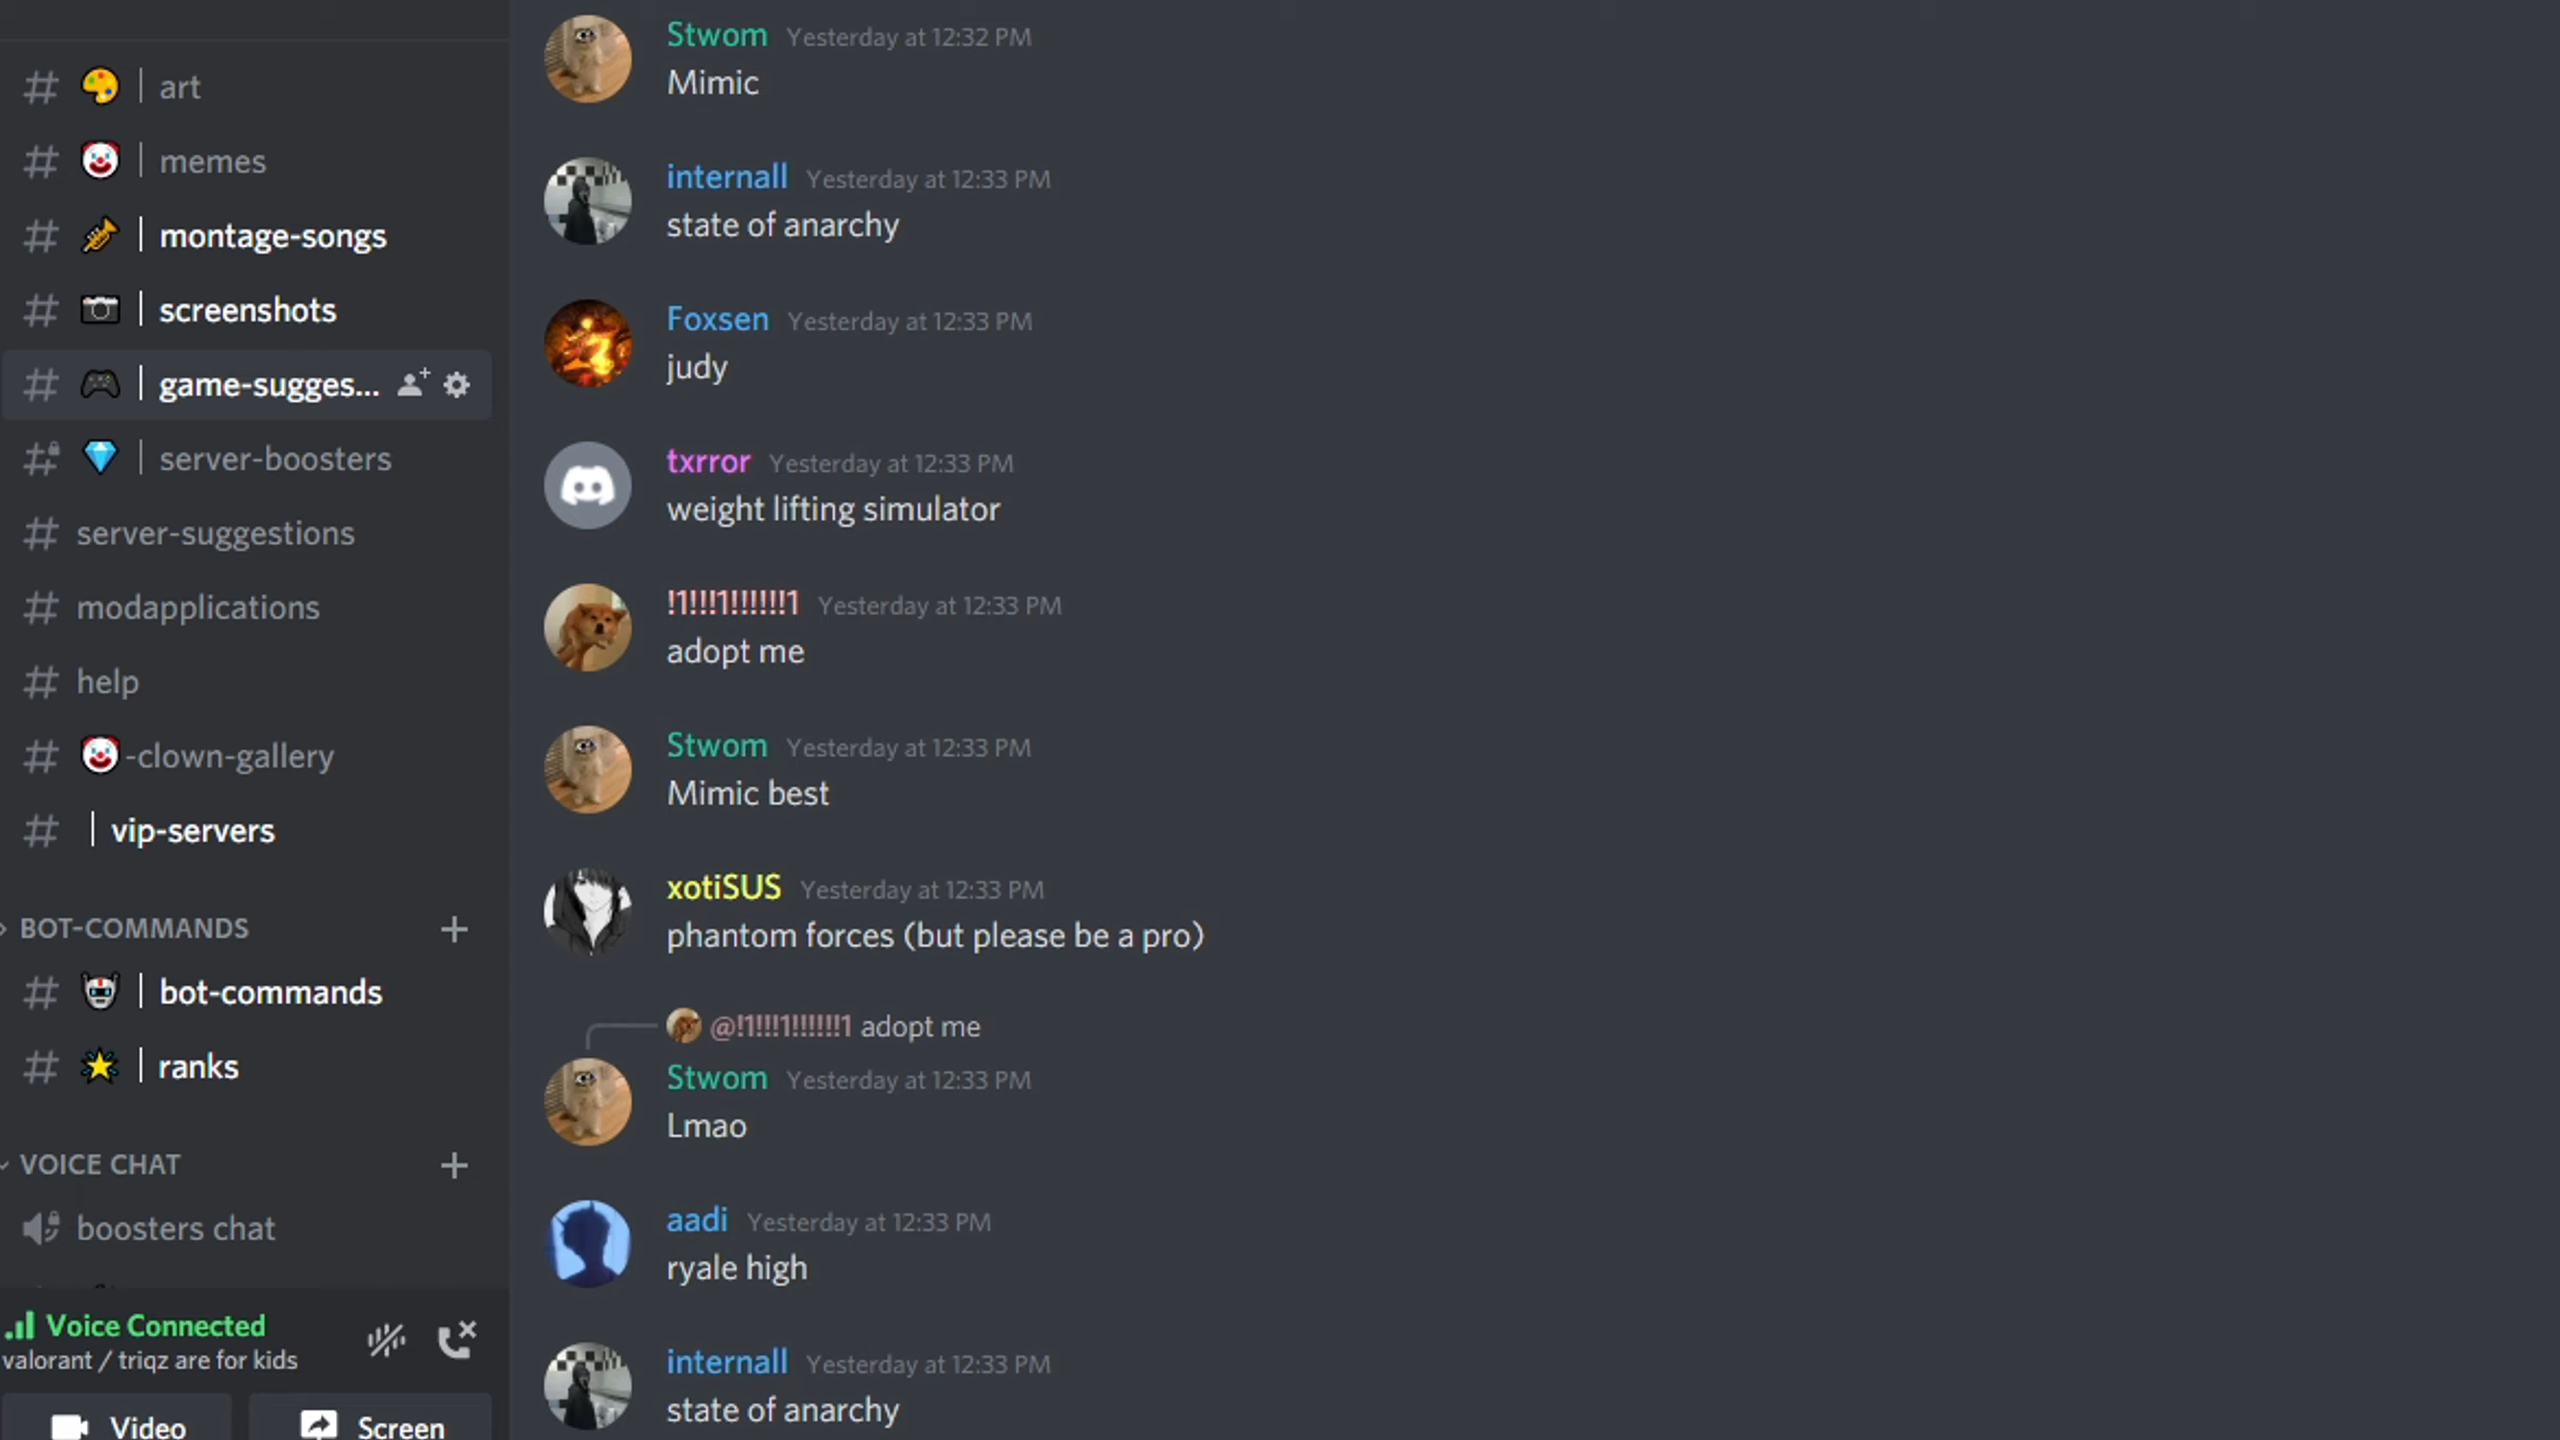 art
memes
montage-songs
screenshots
game-sugges...
server-boosters
server-suggestions
modapplications
help
-clown-gallery
vip-servers
BOT-COMMANDS
bot-commands
ranks
VOICE CHAT
boosters chat
Voice Connected
valorant / triqz are for kids
Video
Screen
Stwom Yesterday at 12:32 PM
Mimic
internall Yesterday at 12:33 PM
state of anarchy
Foxsen Yesterday at 12:33 PM
judy
txrror Yesterday at 12:33 PM
weight lifting simulator
!1!!!1!!!!!!1 Yesterday at 12:33 PM
adopt me
Stwom Yesterday at 12:33 PM
Mimic best
xotiSUS Yesterday at 12:33 PM
phantom forces (but please be a pro)
@!1!!!1!!!!!!1 adopt me
Stwom Yesterday at 12:33 PM
Lmao
aadi Yesterday at 12:33 PM
ryale high
internall Yesterday at 12:33 PM
state of anarchy